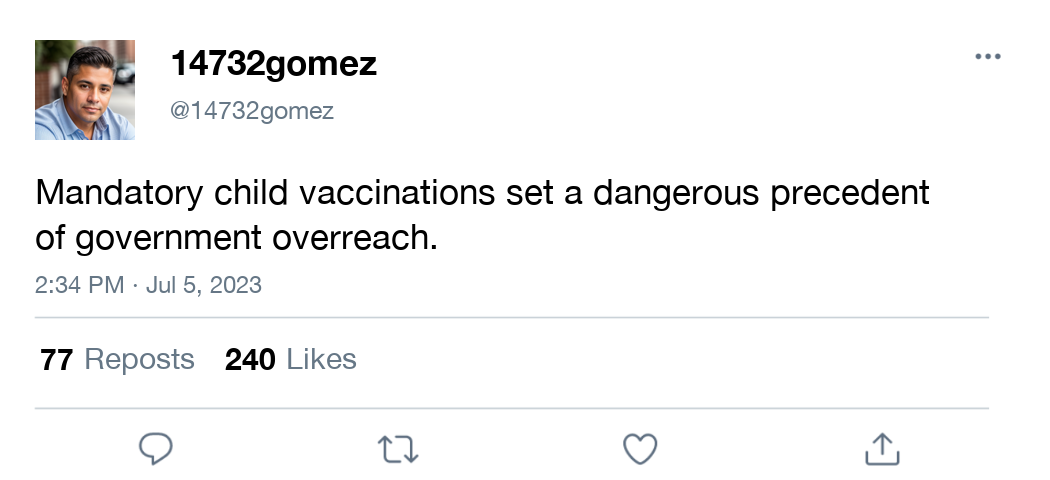 14732gomez
@14732gomez
Mandatory child vaccinations set a dangerous precedent
of government overreach.
2:34 PM · Jul 5, 2023
77 Reposts 240 Likes